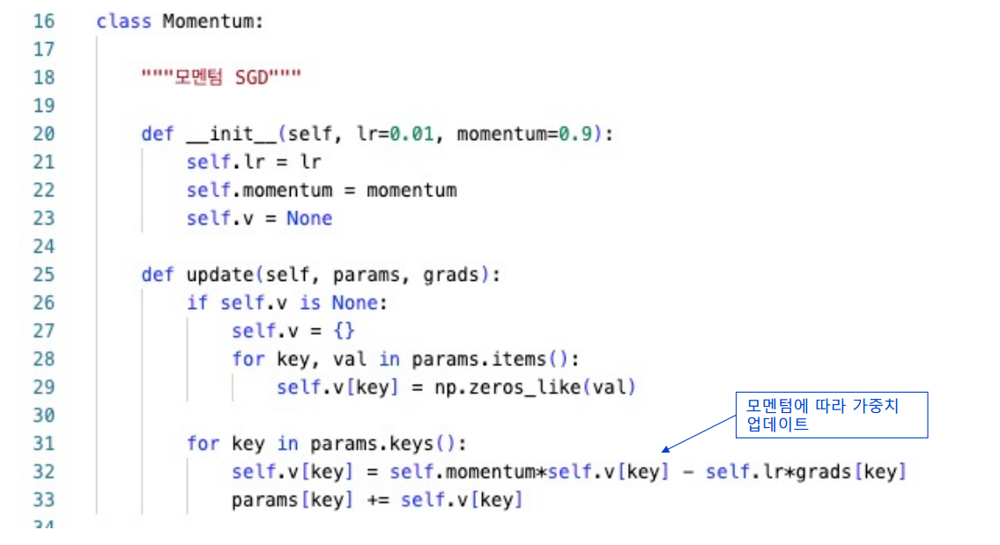 16 class Momentum:
17
18 """모멘텀 SGD"""
19
20 def __init__(self, lr=0.01, momentum=0.9):
21 self.lr = lr
22 self.momentum = momentum
23 self.v = None
24
25 def update(self, params, grads):
26 if self.v is None:
27 self.v = {}
28 for key, val in params.items():
29 self.v[key] = np.zeros_like(val)
30
모멘텀에 따라 가중치
업데이트
31 for key in params.keys():
32 self.v[key] = self.momentum*self.v[key] - self.lr*grads[key]
33 params[key] += self.v[key]
34